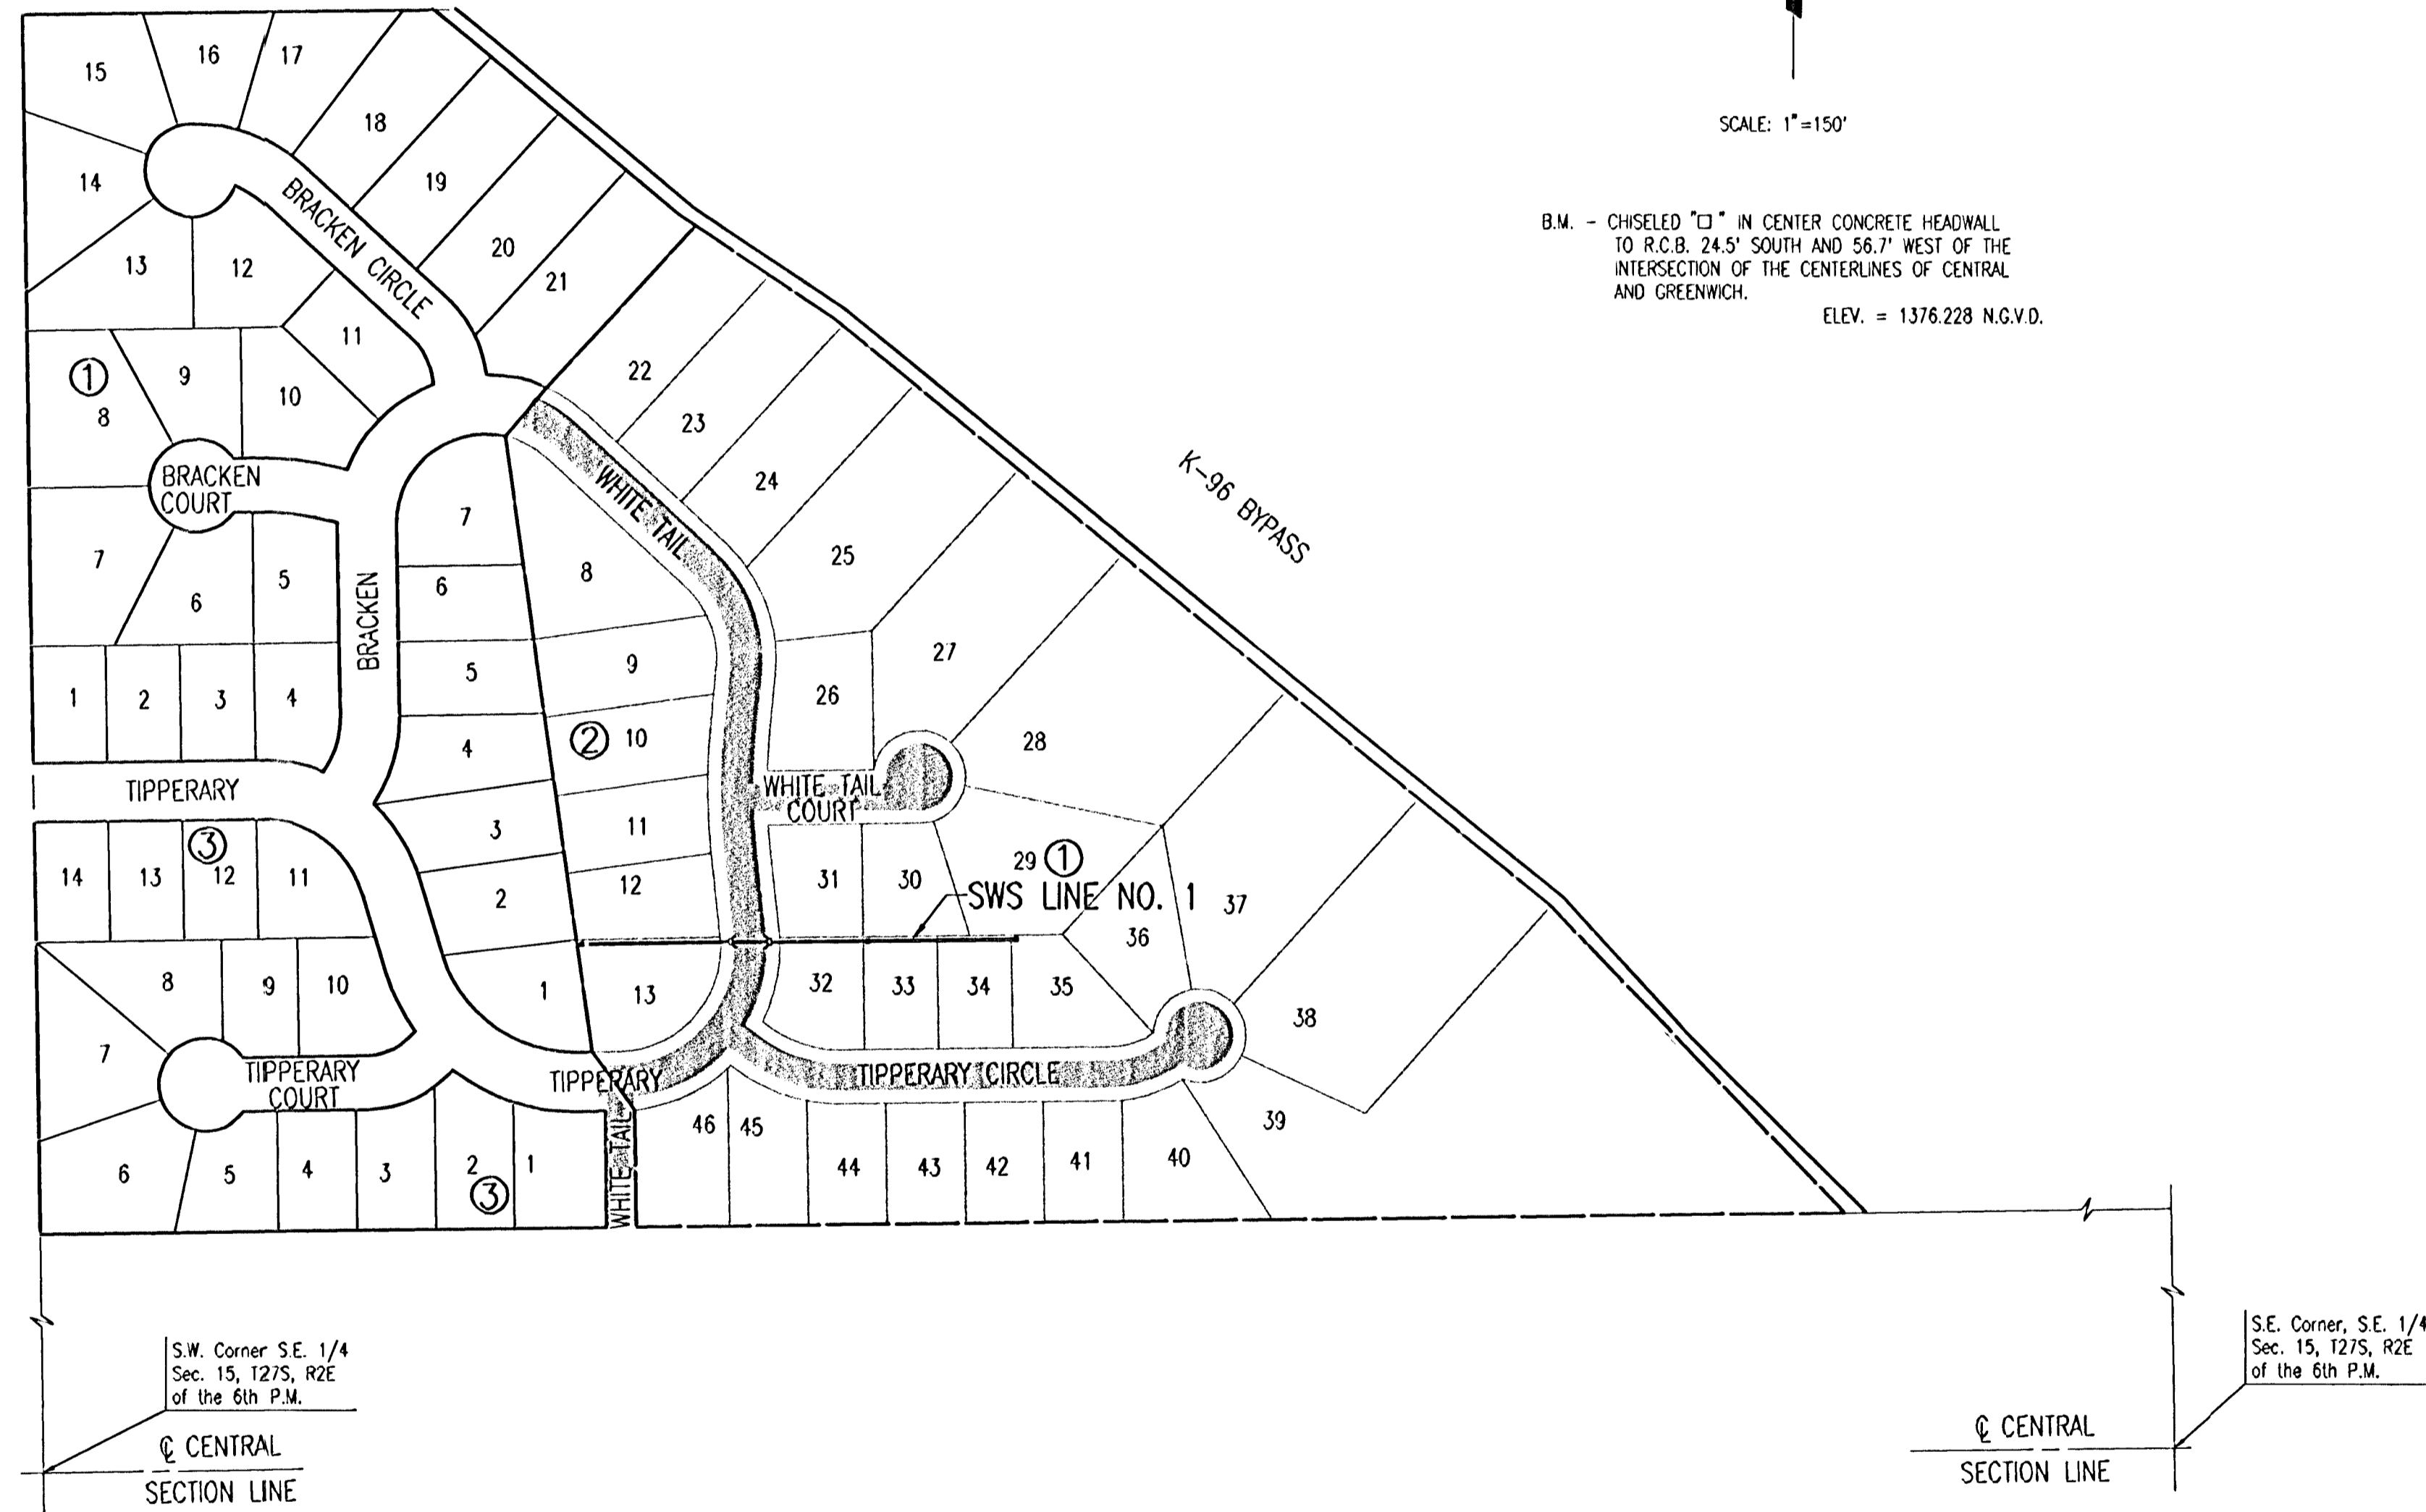 SCALE: 1"=150'
B.M. - CHISELED "□" IN CENTER CONCRETE HEADWALL
TO R.C.B. 24.5' SOUTH AND 56.7' WEST OF THE
INTERSECTION OF THE CENTERLINES OF CENTRAL
AND GREENWICH.
ELEV. = 1376.228 N.G.V.D.
15
16
17
18
14
19
BRACKEN CIRCLE
20
13
12
21
11
22
1
9
8
10
23
BRACKEN
COURT
WHITE TAIL
24
K-96 BYPASS
7
7
25
8
6
5
6
BRACKEN
9
27
5
26
1
2
3
4
4
2
10
28
TIPPERARY
WHITE TAIL
COURT
3
11
3
29
1
14
13
12
11
12
31
30
2
SWS LINE NO. 1
37
36
8
9
10
1
13
32
33
34
35
38
7
TIPPERARY
COURT
TIPPERARY
TIPPERARY CIRCLE
46
45
39
WHITE TAIL
6
5
4
3
2
1
44
43
42
41
40
3
S.W. Corner S.E. 1/4
Sec. 15, T27S, R2E
of the 6th P.M.
℄ CENTRAL
SECTION LINE
S.E. Corner, S.E. 1/4
Sec. 15, T27S, R2E
of the 6th P.M.
℄ CENTRAL
SECTION LINE